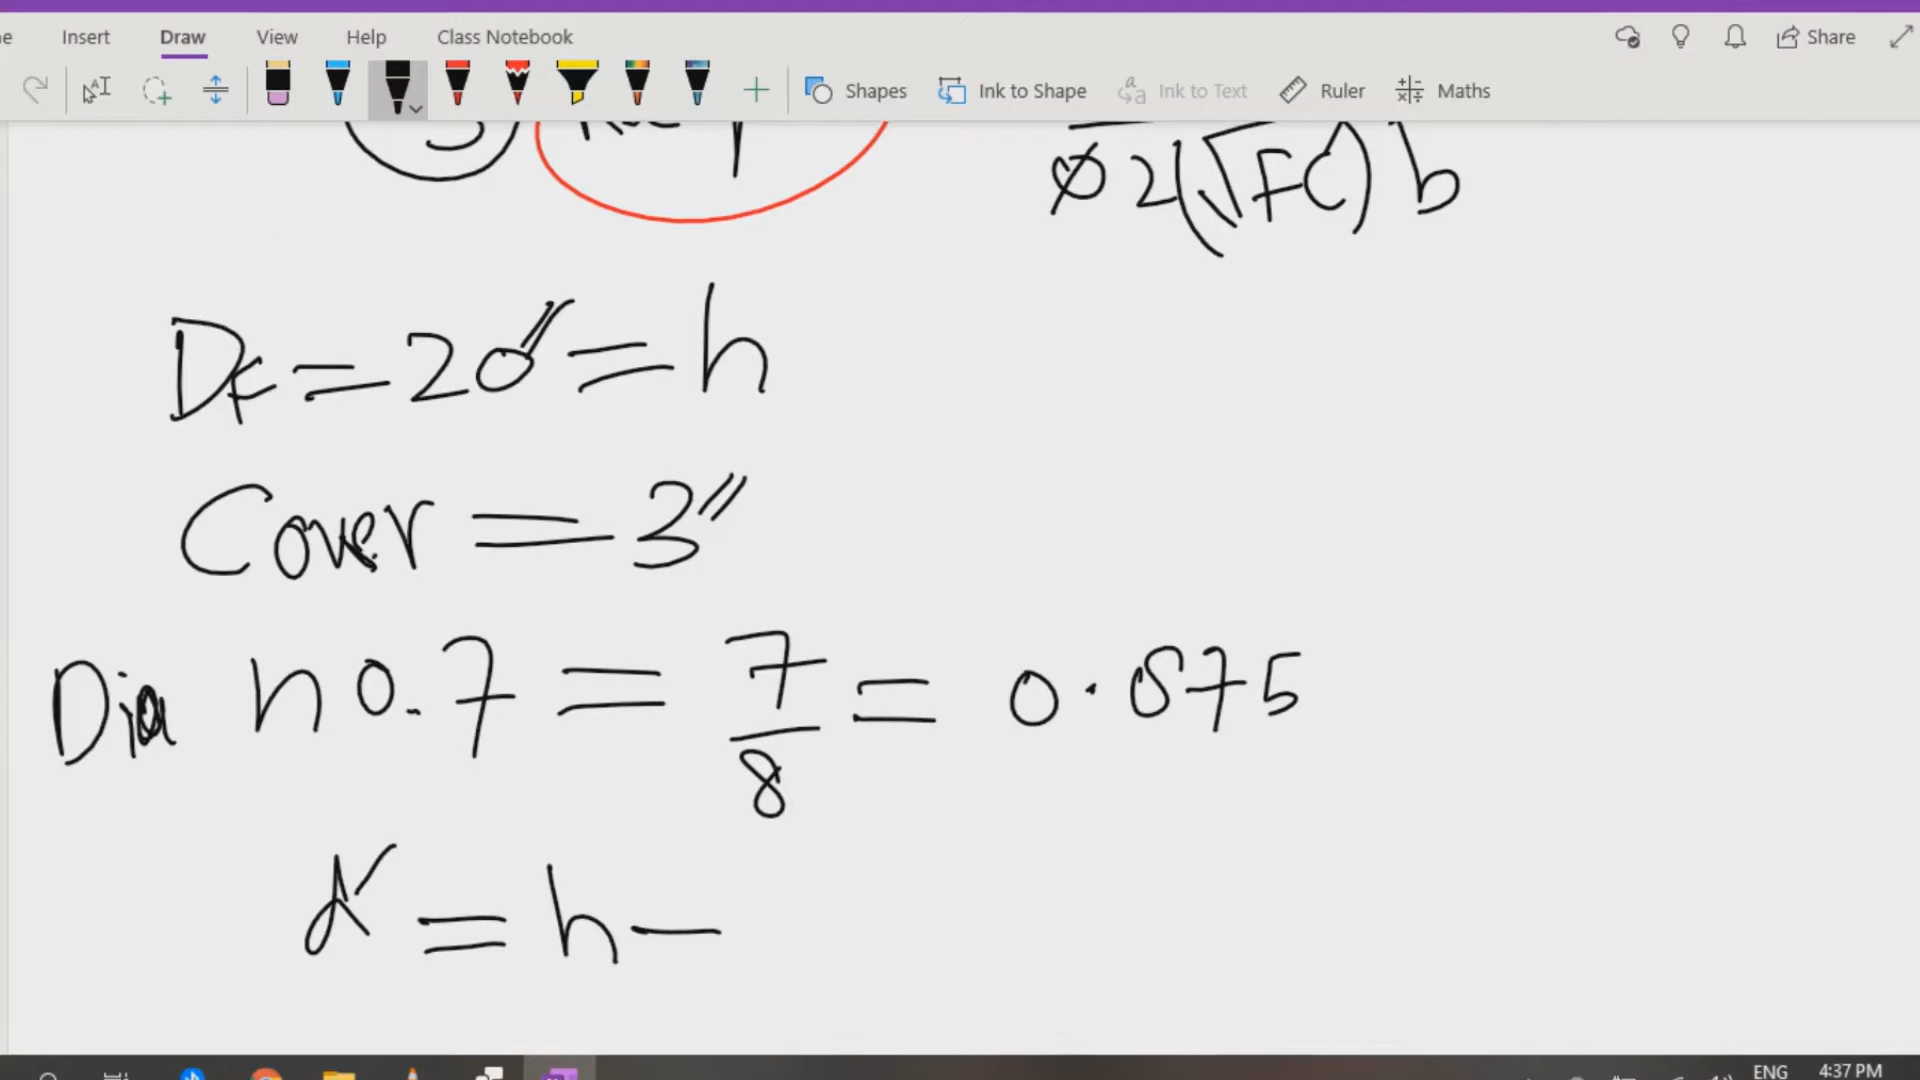 Insert Draw View Help Class Notebook Share
Shapes Ink to Shape Ink to Text Ruler Maths
ϕ 2(√FC) b
Df = 20" = h
Cover = 3"
Dia no. 7 = 7/8 = 0.875
d = h —
ENG 4:37 PM